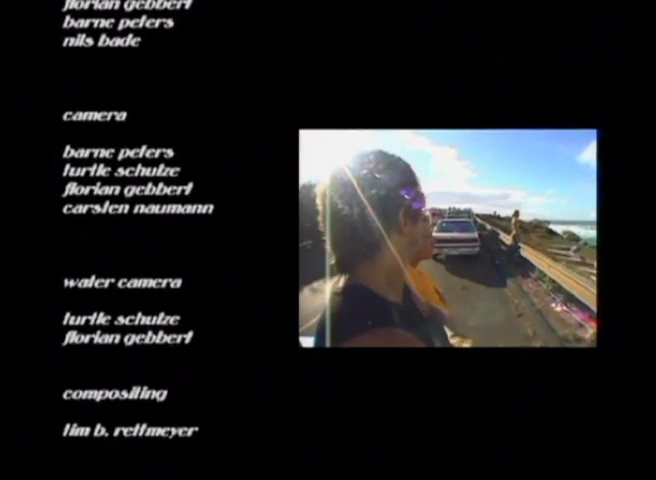 florian gebbert
barne peters
nils bade
camera
barne peters
turtle schulze
florian gebbert
carsten naumann
water camera
turtle schulze
florian gebbert
compositing
tim b. rettmeyer